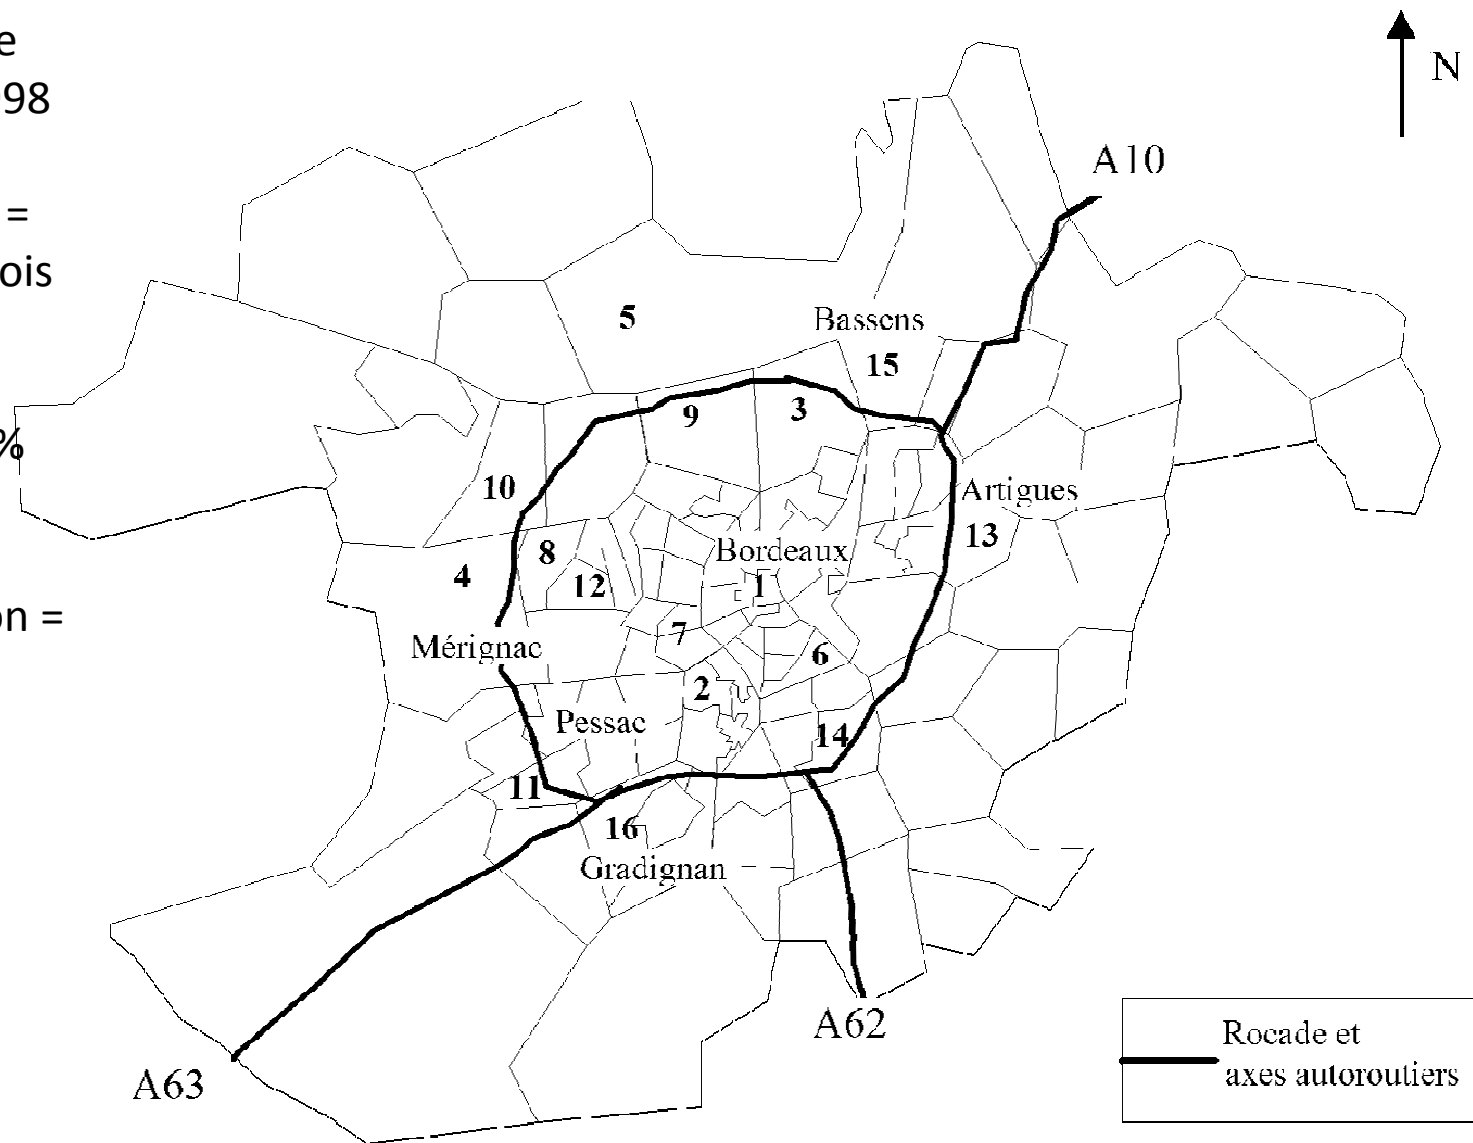 e
98
=
ois
%
on =
N
A10
5
Bassens
15
9
3
10
Artigues
13
8
Bordeaux
4
12
1
Mérignac
7
6
2
Pessac
14
11
16
Gradignan
A62
A63
Rocade et
axes autoroutiers